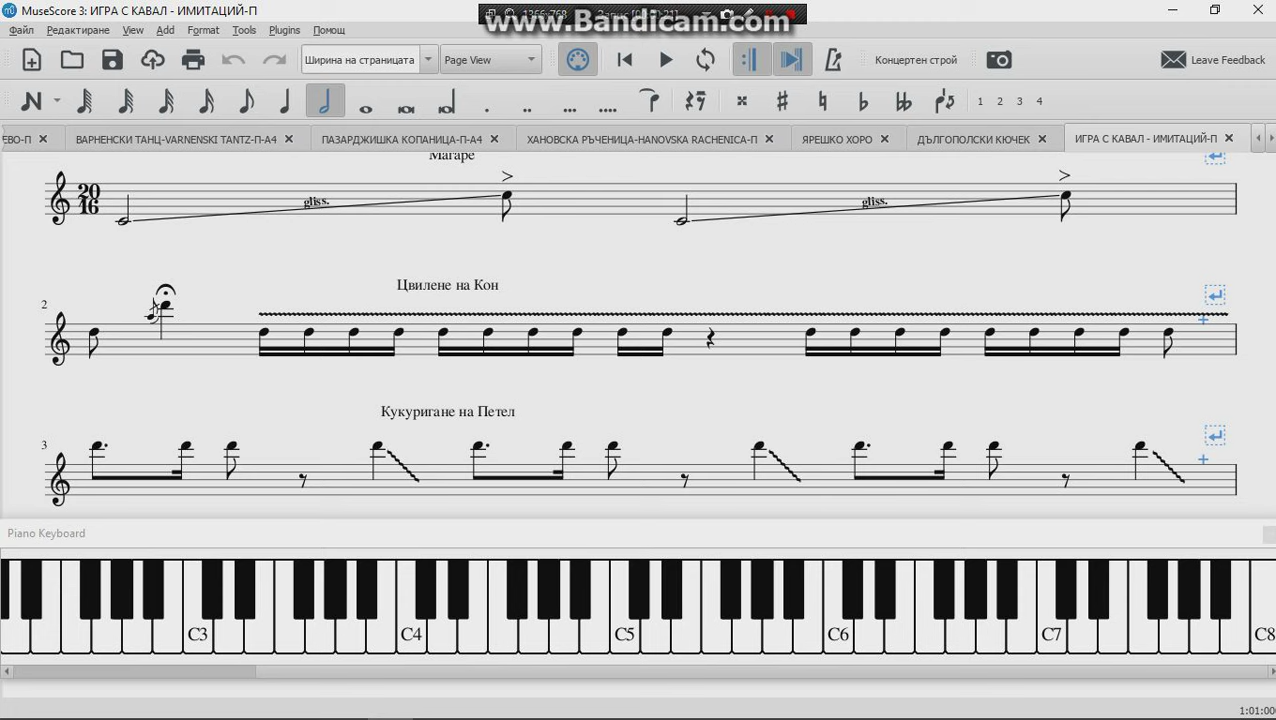 MuseScore 3: ИГРА С КАВАЛ - ИМИТАЦИЙ-П
www.Bandicam.com
Файл Редактиране View Add Format Tools Plugins Помощ
Ширина на страницата Page View Концертен строй Leave Feedback
1 2 3 4
ЕВО-П ВАРНЕНСКИ ТАНЦ-VARNENSKI TANTZ-П-А4 ПАЗАРДЖИШКА КОПАНИЦА-П-А4 ХАНОВСКА РЪЧЕНИЦА-HANOVSKA RACHENICA-П ЯРЕШКО ХОРО ДЪЛГОПОЛСКИ КЮЧЕК ИГРА С КАВАЛ - ИМИТАЦИЙ-П
Магаре
20
16
gliss. gliss.
Цвилене на Кон
2
Кукуригане на Петел
3
Piano Keyboard
C3 C4 C5 C6 C7 C8
1:01:00